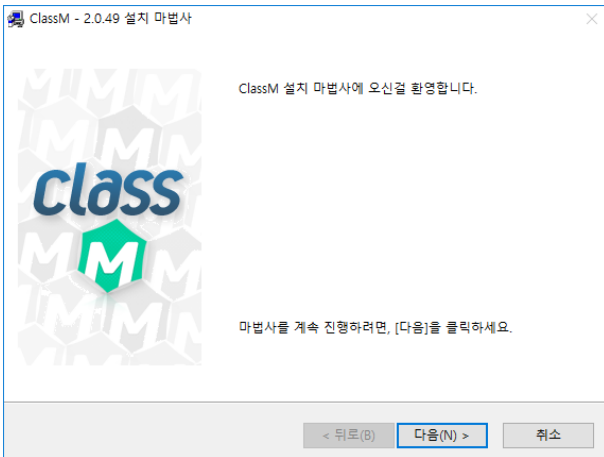 ClassM - 2.0.49 설치 마법사
ClassM 설치 마법사에 오신걸 환영합니다.
class
M
마법사를 계속 진행하려면, [다음]을 클릭하세요.
< 뒤로(B)
다음(N) >
취소